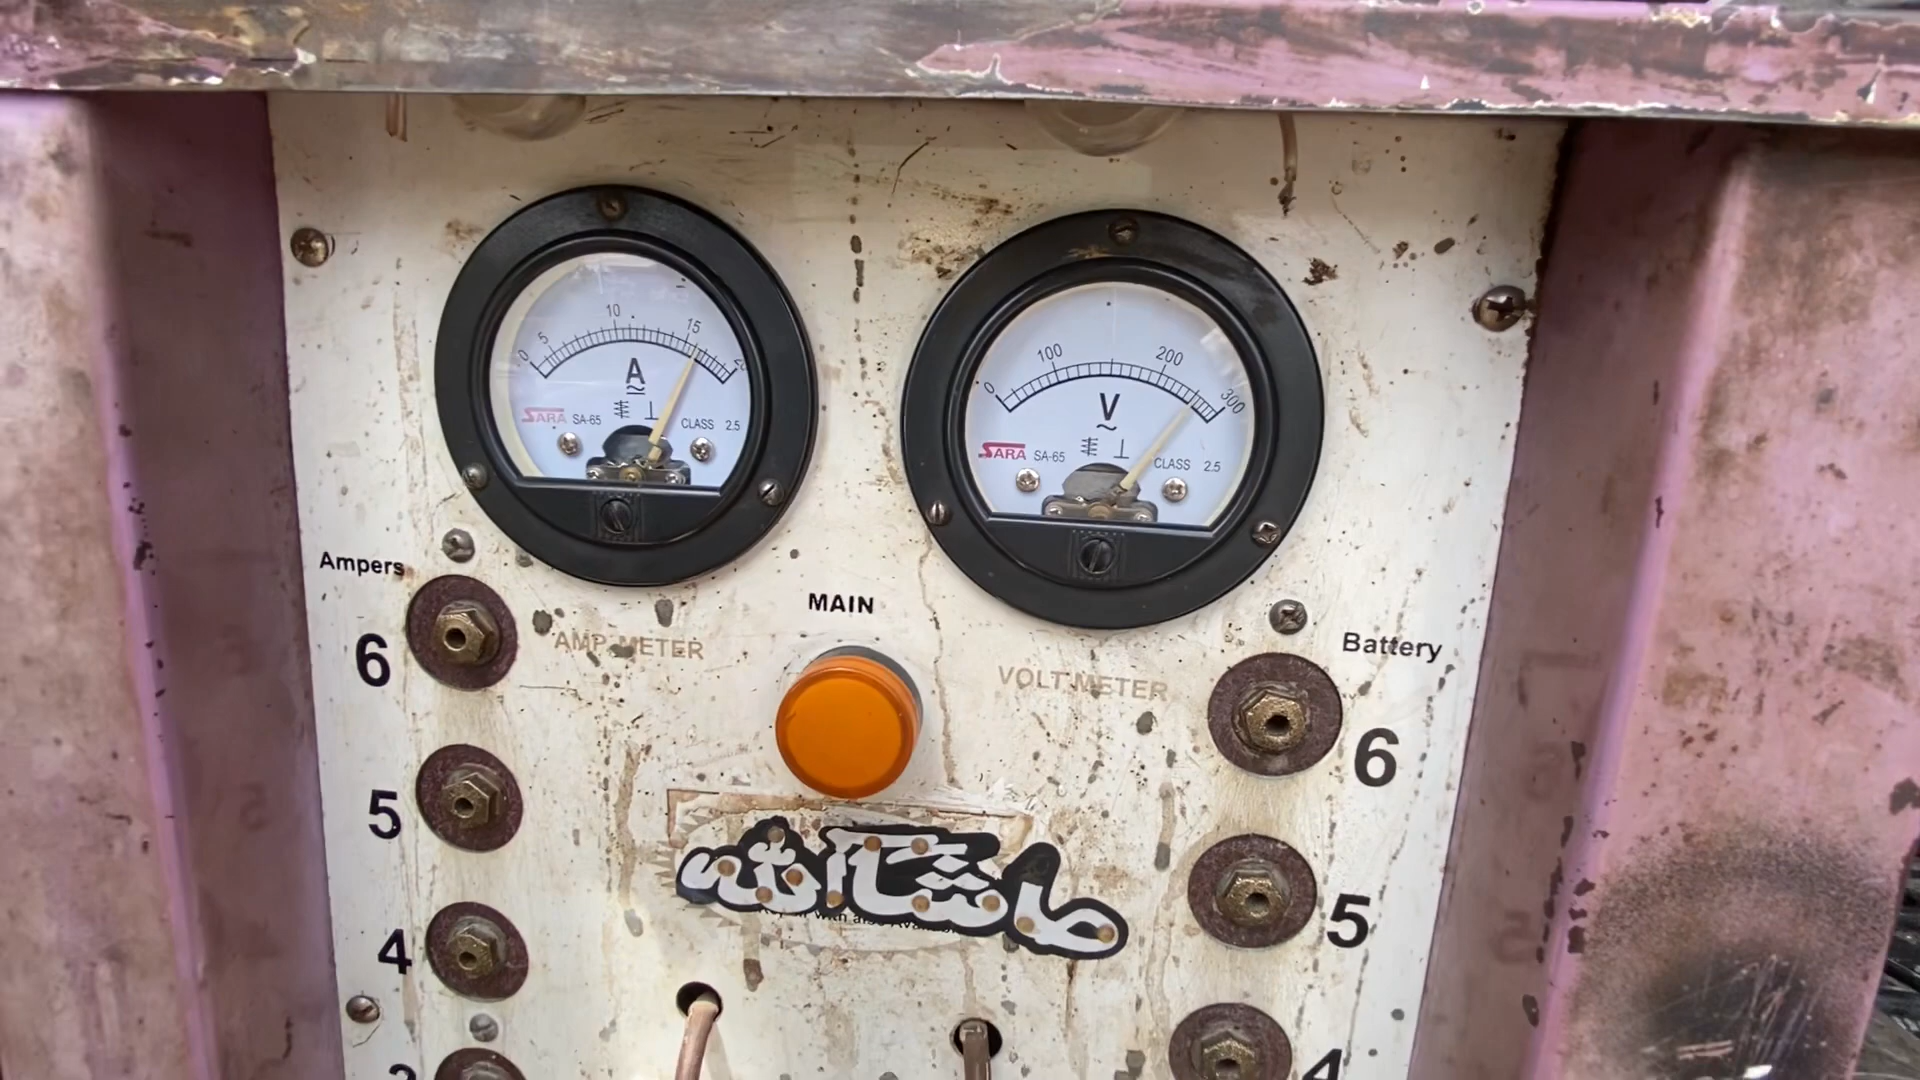 0 5 10 15 20
A
SARA SA-65 CLASS 2.5
0 100 200 300
V
SARA SA-65 CLASS 2.5
Ampers
MAIN
AMP-METER
VOLT-METER
Battery
6
6
5
5
ماشاءالله
with
4
4